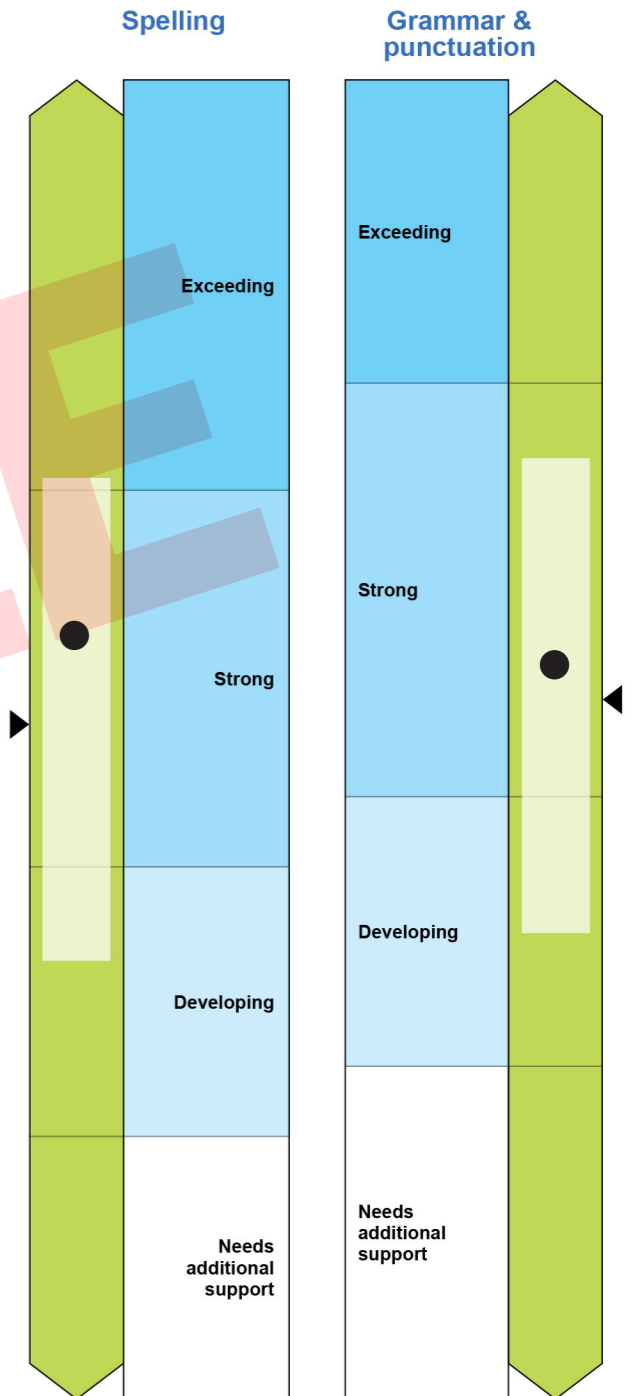 Spelling
Grammar &
punctuation
Exceeding
Strong
Developing
Needs
additional
support
Exceeding
Strong
Developing
Needs
additional
support